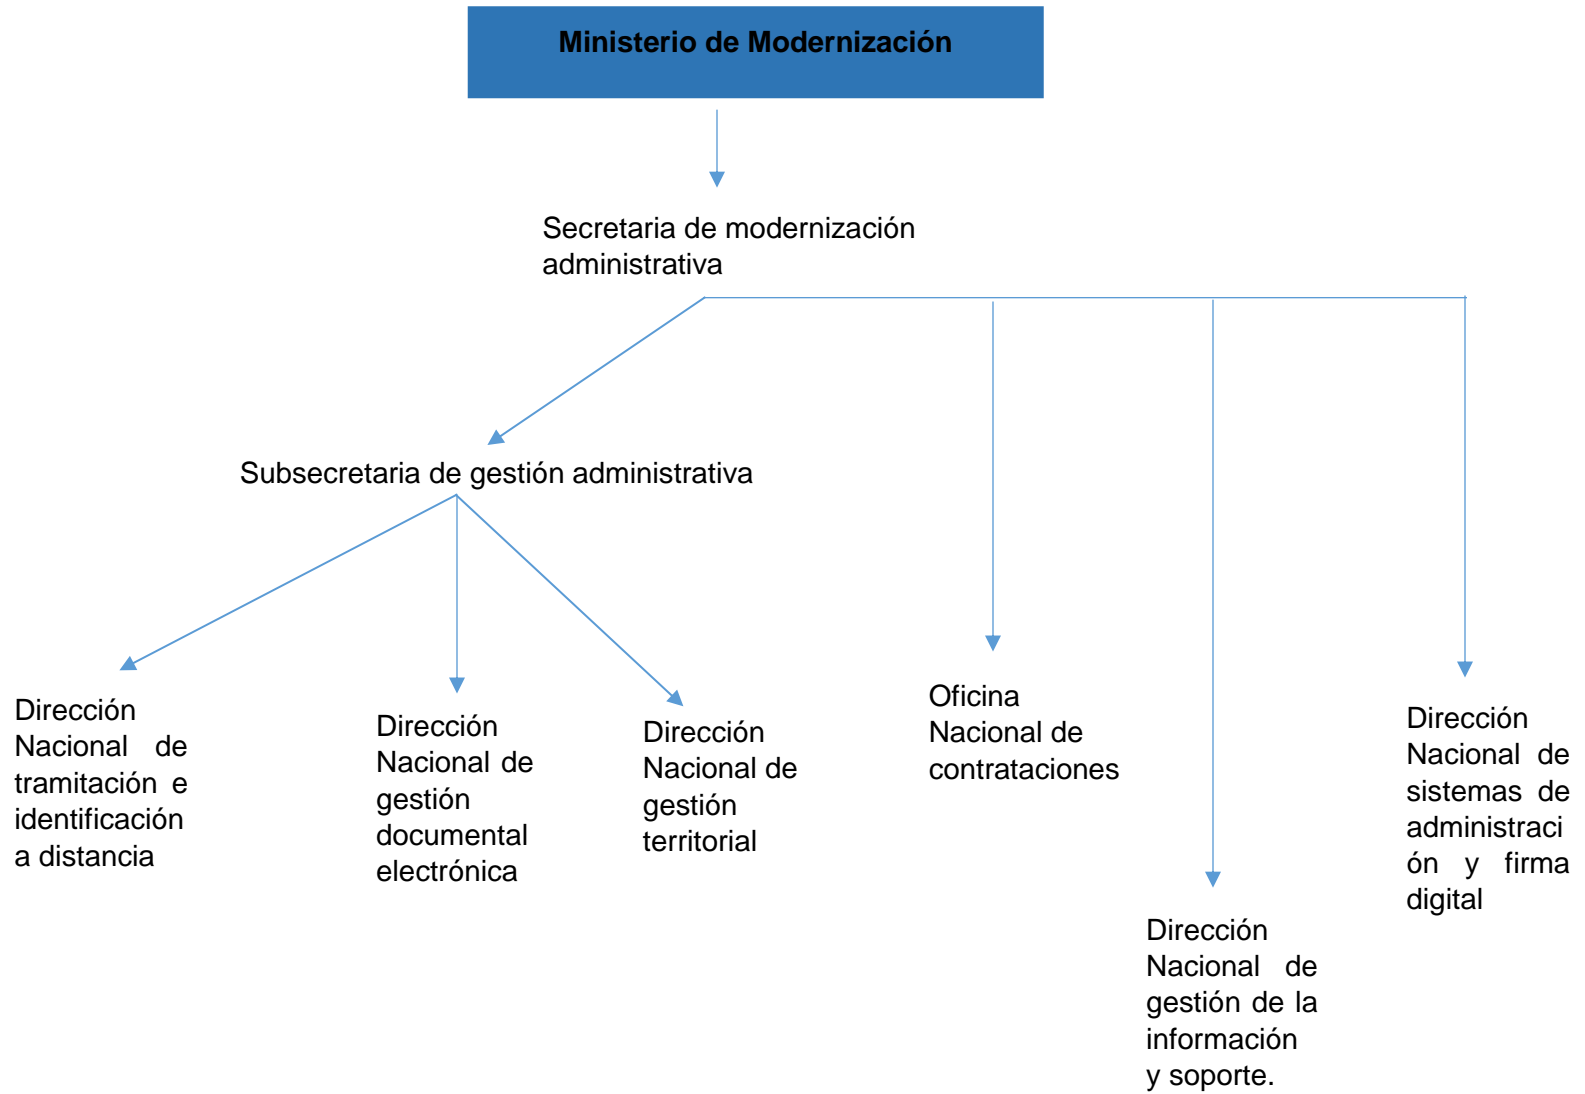 Ministerio de Modernización
Secretaria de modernización
administrativa
Subsecretaria de gestión administrativa
Dirección
Nacional de
tramitación e
identificación
a distancia
Dirección
Nacional de
gestión
documental
electrónica
Dirección
Nacional de
gestión
territorial
Oficina
Nacional de
contrataciones
Dirección
Nacional de
gestión de la
información
y soporte.
Dirección
Nacional de
sistemas de
administraci
ón y firma
digital